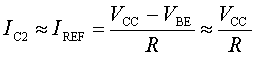 I_C2 ≈ I_REF = (V_CC − V_BE) / R ≈ V_CC / R